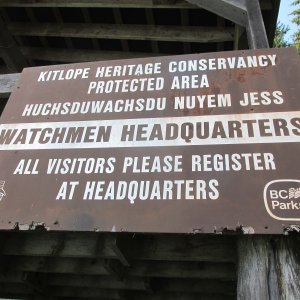 KITLOPE HERITAGE CONSERVANCY
PROTECTED AREA
HUCHSDUWACHSDU NUYEM JESS
WATCHMEN HEADQUARTERS
ALL VISITORS PLEASE REGISTER
AT HEADQUARTERS
BC
Parks